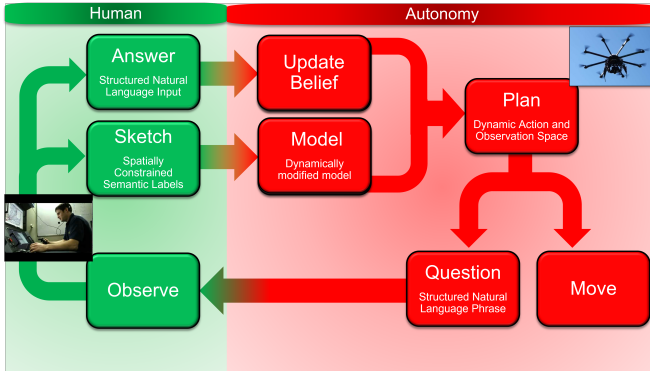 Human
Autonomy
Answer
Structured Natural
Language Input
Update
Belief
Plan
Dynamic Action and
Observation Space
Sketch
Spatially
Constrained
Semantic Labels
Model
Dynamically
modified model
Observe
Question
Structured Natural
Language Phrase
Move